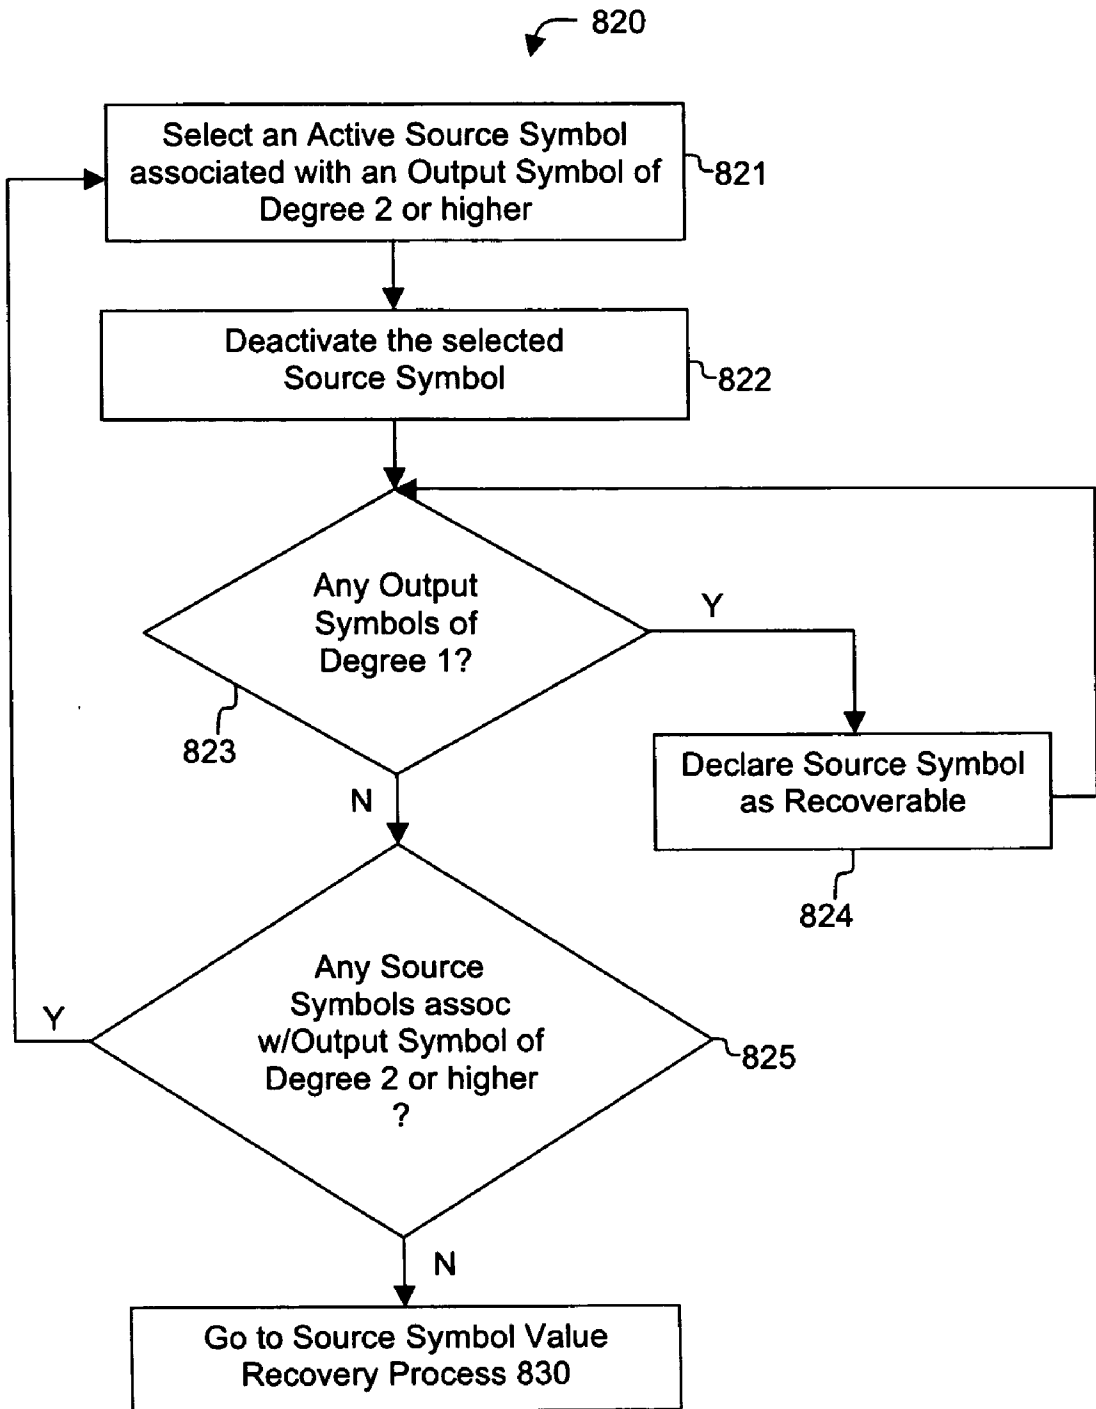 820
Select an Active Source Symbol
associated with an Output Symbol of
Degree 2 or higher
821
Deactivate the selected
Source Symbol
822
Any Output
Symbols of
Degree 1?
Y
823
Declare Source Symbol
as Recoverable
N
824
Any Source
Symbols assoc
w/Output Symbol of
Degree 2 or higher
?
Y
825
N
Go to Source Symbol Value
Recovery Process 830